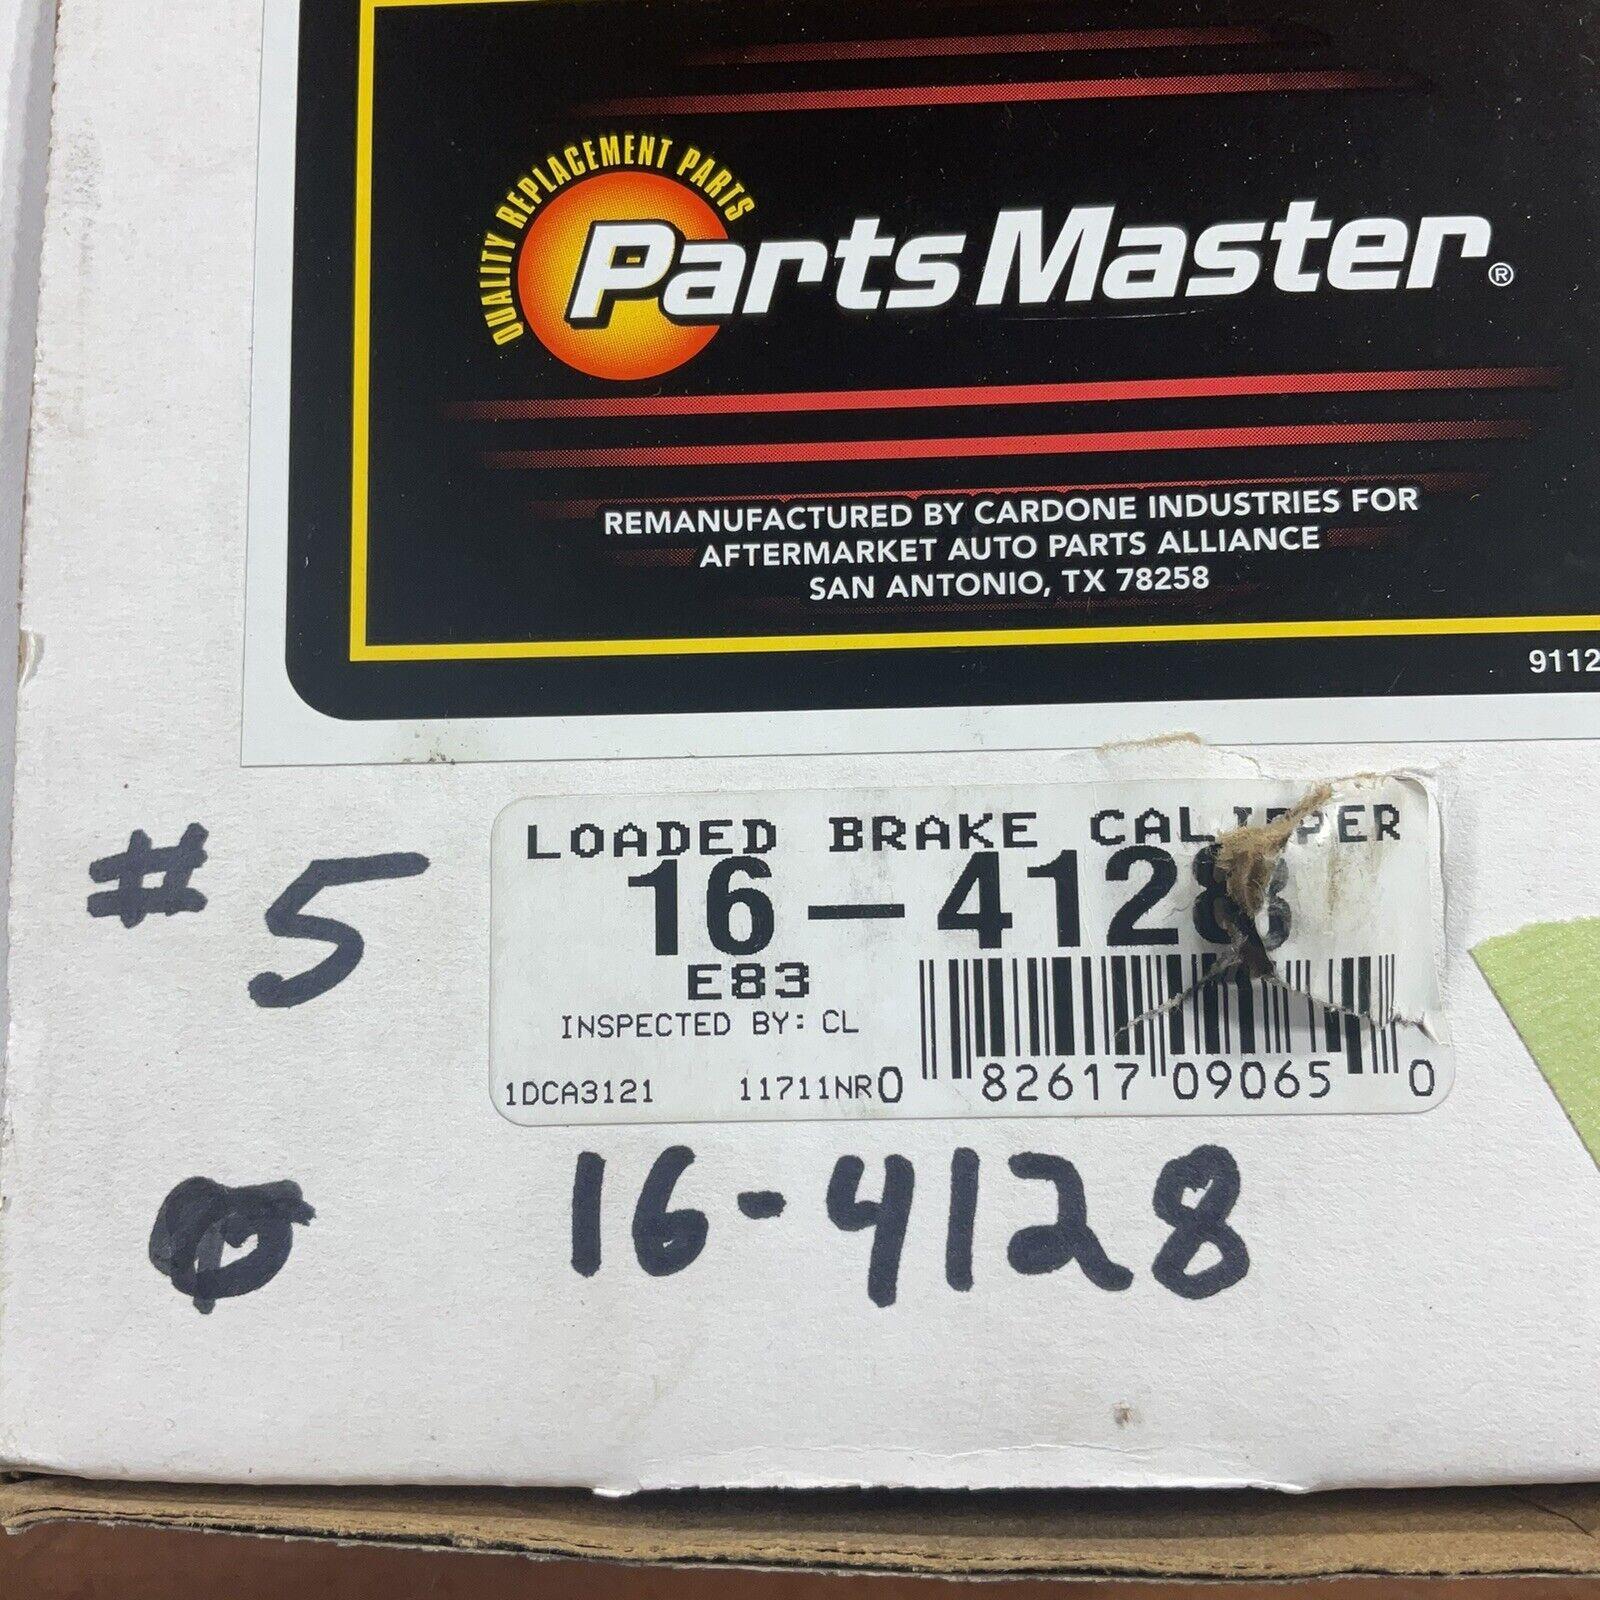 QUALITY REPLACEMENT PARTS
Parts Master®
REMANUFACTURED BY CARDONE INDUSTRIES FOR
AFTERMARKET AUTO PARTS ALLIANCE
SAN ANTONIO, TX 78258
9112
#5
LOADED BRAKE CALIPER
16-4128
E83
INSPECTED BY: CL
1DCA3121 11711NR
0 82617 09065 0
16-4128